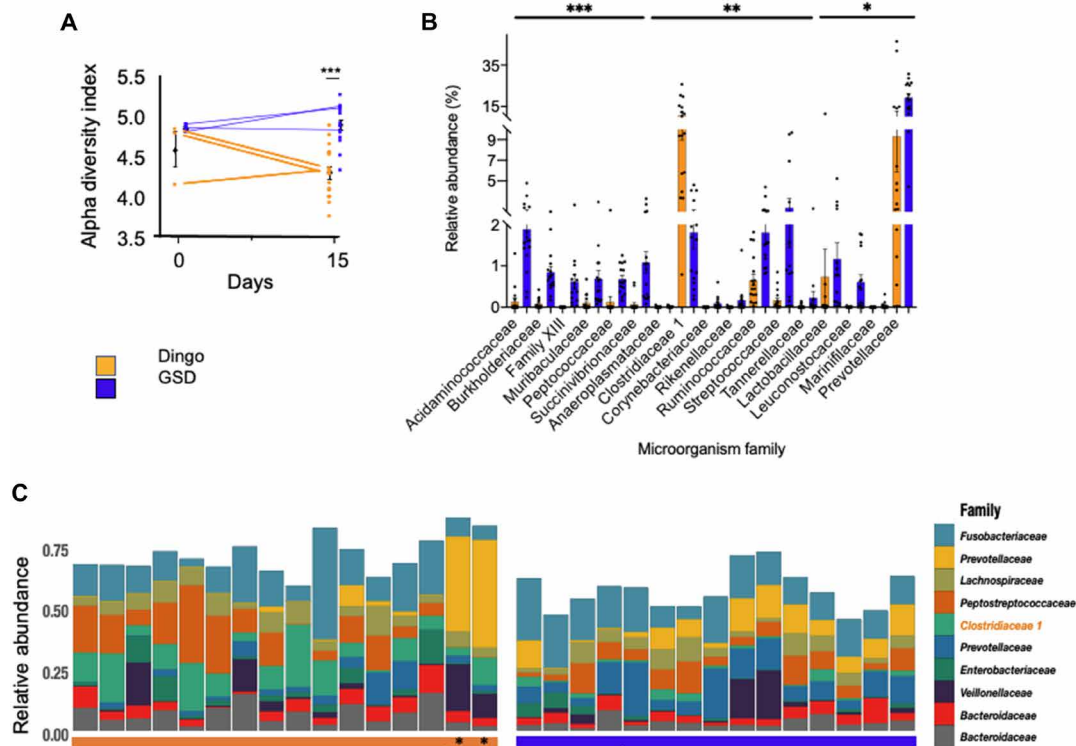 A
Alpha diversity index
5.5
5.0
4.5
4.0
3.5
***
0
15
Days
Dingo
GSD
B
***
**
*
Relative abundance (%)
35
15
9
7
5
2
1
0
Acidaminococcaceae
Burkholderiaceae
Family XIII
Muribaculaceae
Peptococcaceae
Succinivibrionaceae
Anaeroplasmataceae
Clostridiaceae 1
Corynebacteriaceae
Rikenellaceae
Ruminococcaceae
Streptococcaceae
Tannerellaceae
Lactobacillaceae
Leuconostocaceae
Marinifilaceae
Prevotellaceae
Microorganism family
C
Relative abundance
0.75
0.50
0.25
0.00
* *
Family
Fusobacteriaceae
Prevotellaceae
Lachnospiraceae
Peptostreptococcaceae
Clostridiaceae 1
Prevotellaceae
Enterobacteriaceae
Veillonellaceae
Bacteroidaceae
Bacteroidaceae